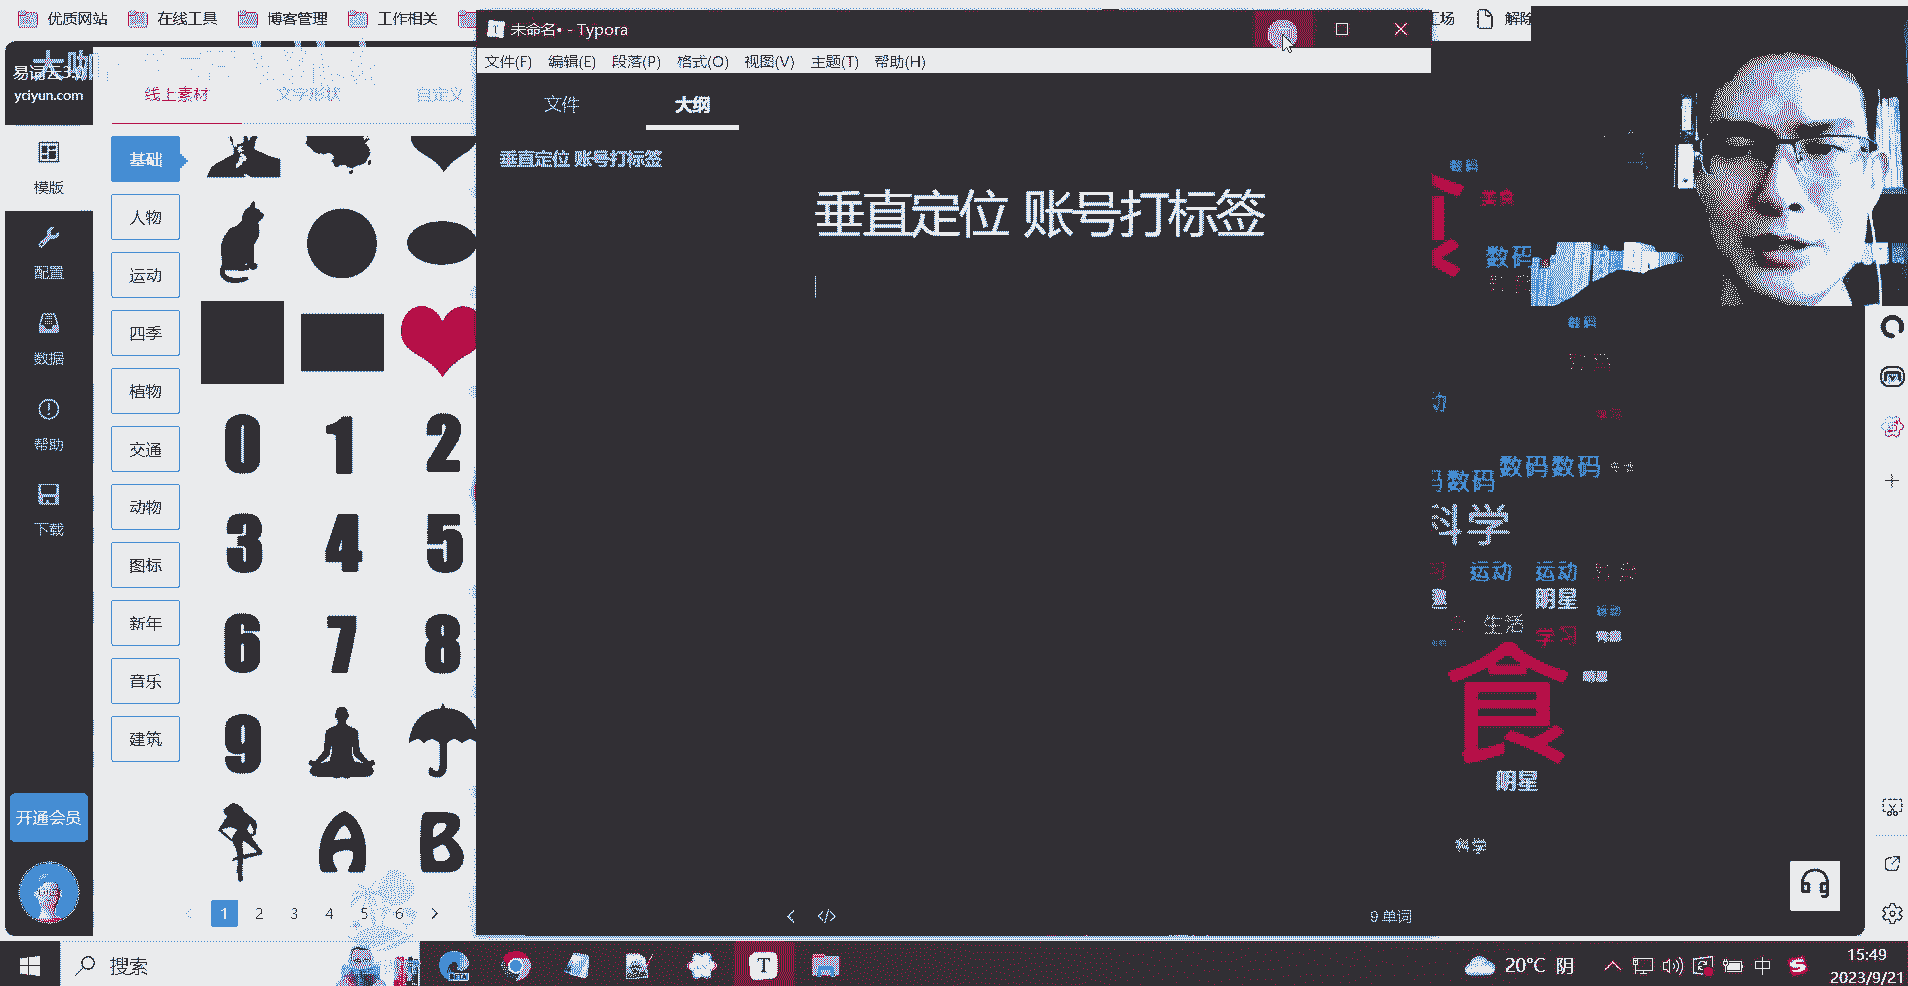 优质网站 在线工具 博客管理 工作相关
解除
未命名• - Typora
文件(F) 编辑(E) 段落(P) 格式(O) 视图(V) 主题(T) 帮助(H)
易词云3.0
yciyun.com
线上素材 文字形状 自定义
文件 大纲
垂直定位 账号打标签
垂直定位 账号打标签
模版
配置
数据
帮助
下载
开通会员
基础
人物
运动
四季
植物
交通
动物
图标
新年
音乐
建筑
0 1 2
3 4 5
6 7 8
9
A B
1 2 3 4 5 6
数码
美食
数码
数码
动
数码数码
数码
科学
运动 运动
明星
生活 学习
食
明星
科学
</> 9 单词
搜索
T
20°C 阴
中
15:49
2023/9/21